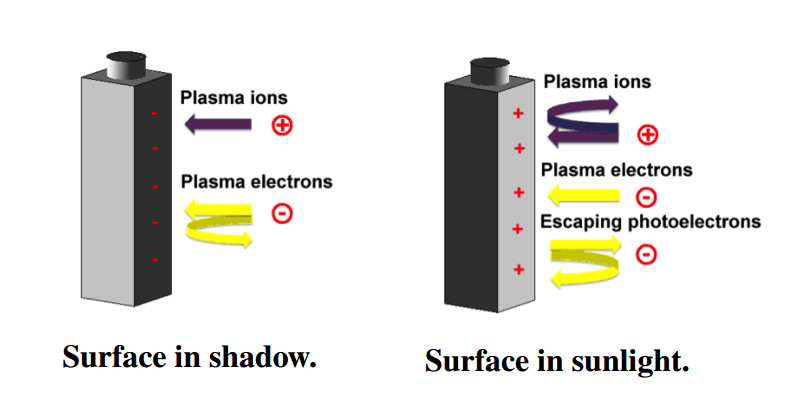 Plasma ions
-
+
-
Plasma electrons
-
-
-
-
Surface in shadow.
Plasma ions
+
+
+
Plasma electrons
+
-
Escaping photoelectrons
+
-
+
Surface in sunlight.